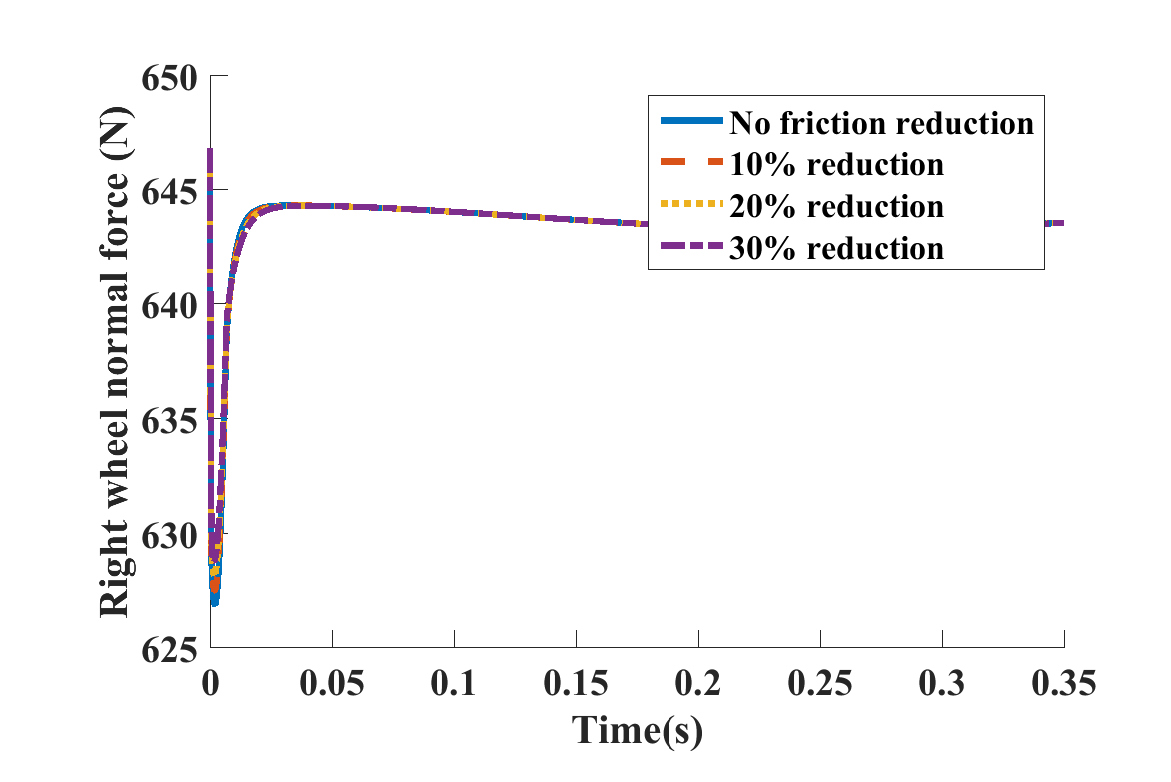 Right wheel normal force (N)
650
645
640
635
630
625
No friction reduction
10% reduction
20% reduction
30% reduction
0 0.05 0.1 0.15 0.2 0.25 0.3 0.35
Time(s)